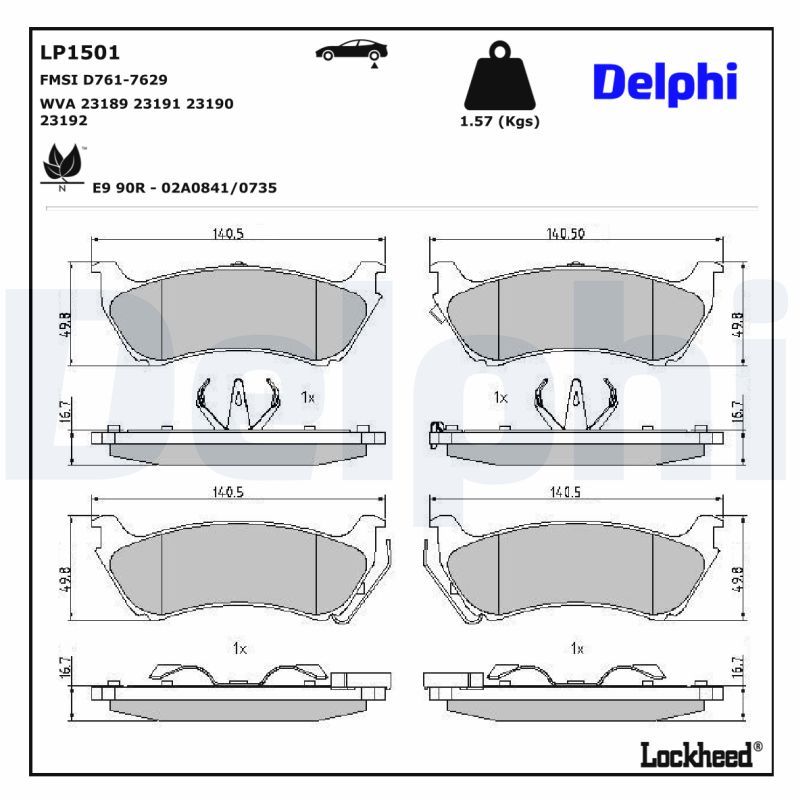 LP1501
FMSI D761-7629
WVA 23189 23191 23190
23192
N
™
E9 90R - 02A0841/0735
1.57 (Kgs)
Delphi
140.5
140.50
49.8
49.8
1x
1x
16.7
16.7
140.5
140.5
49.8
49.8
1x
1x
16.7
16.7
Delphi
Lockheed®